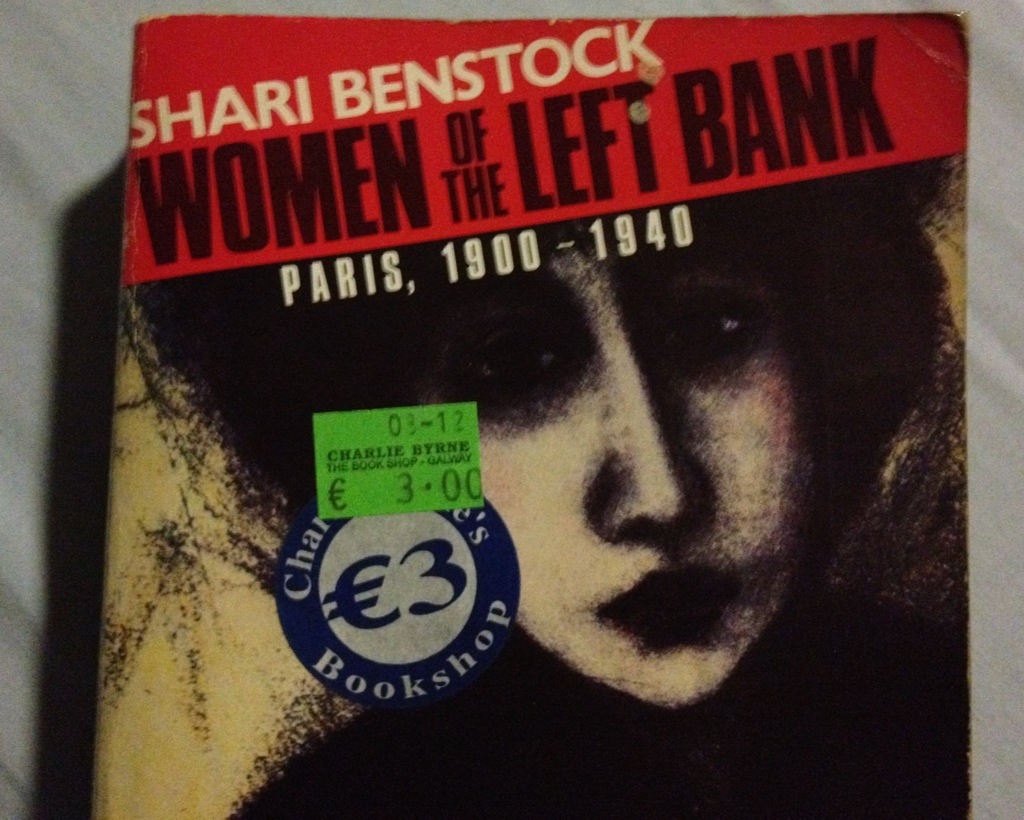 SHARI BENSTOCK
WOMEN OF THE LEFT BANK
PARIS, 1900 - 1940
03-12
CHARLIE BYRNE
THE BOOK SHOP - GALWAY
€ 3.00
Char
e's
€3
Bookshop